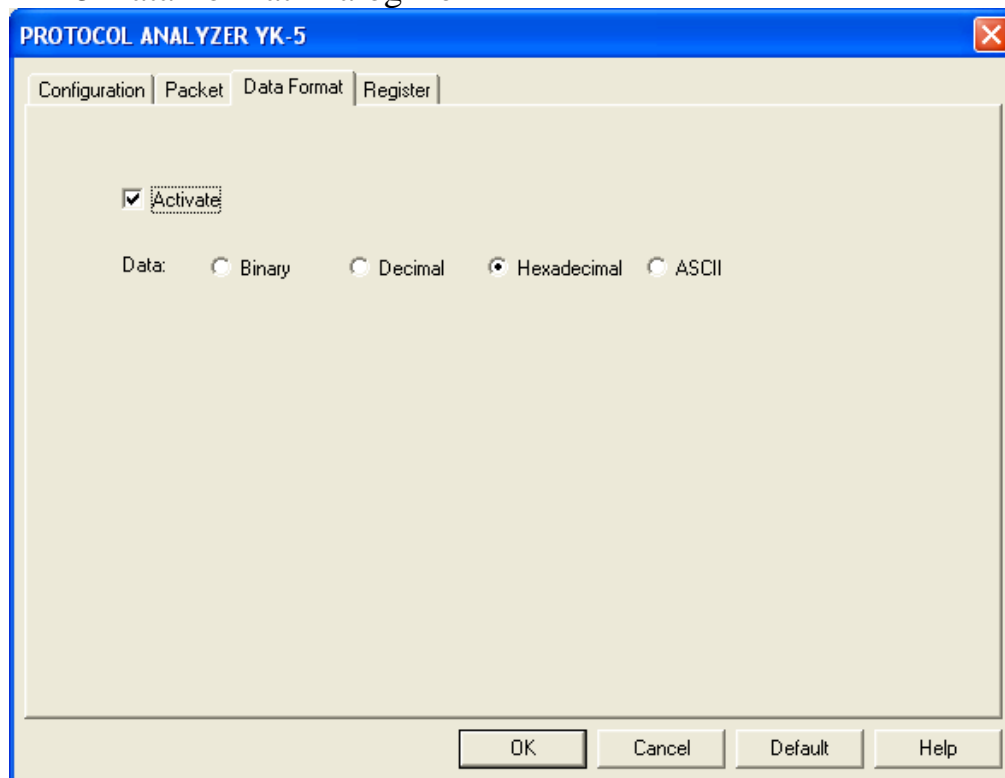 PROTOCOL ANALYZER YK-5
Configuration Packet Data Format Register
Activate
Data: Binary Decimal Hexadecimal ASCII
OK Cancel Default Help